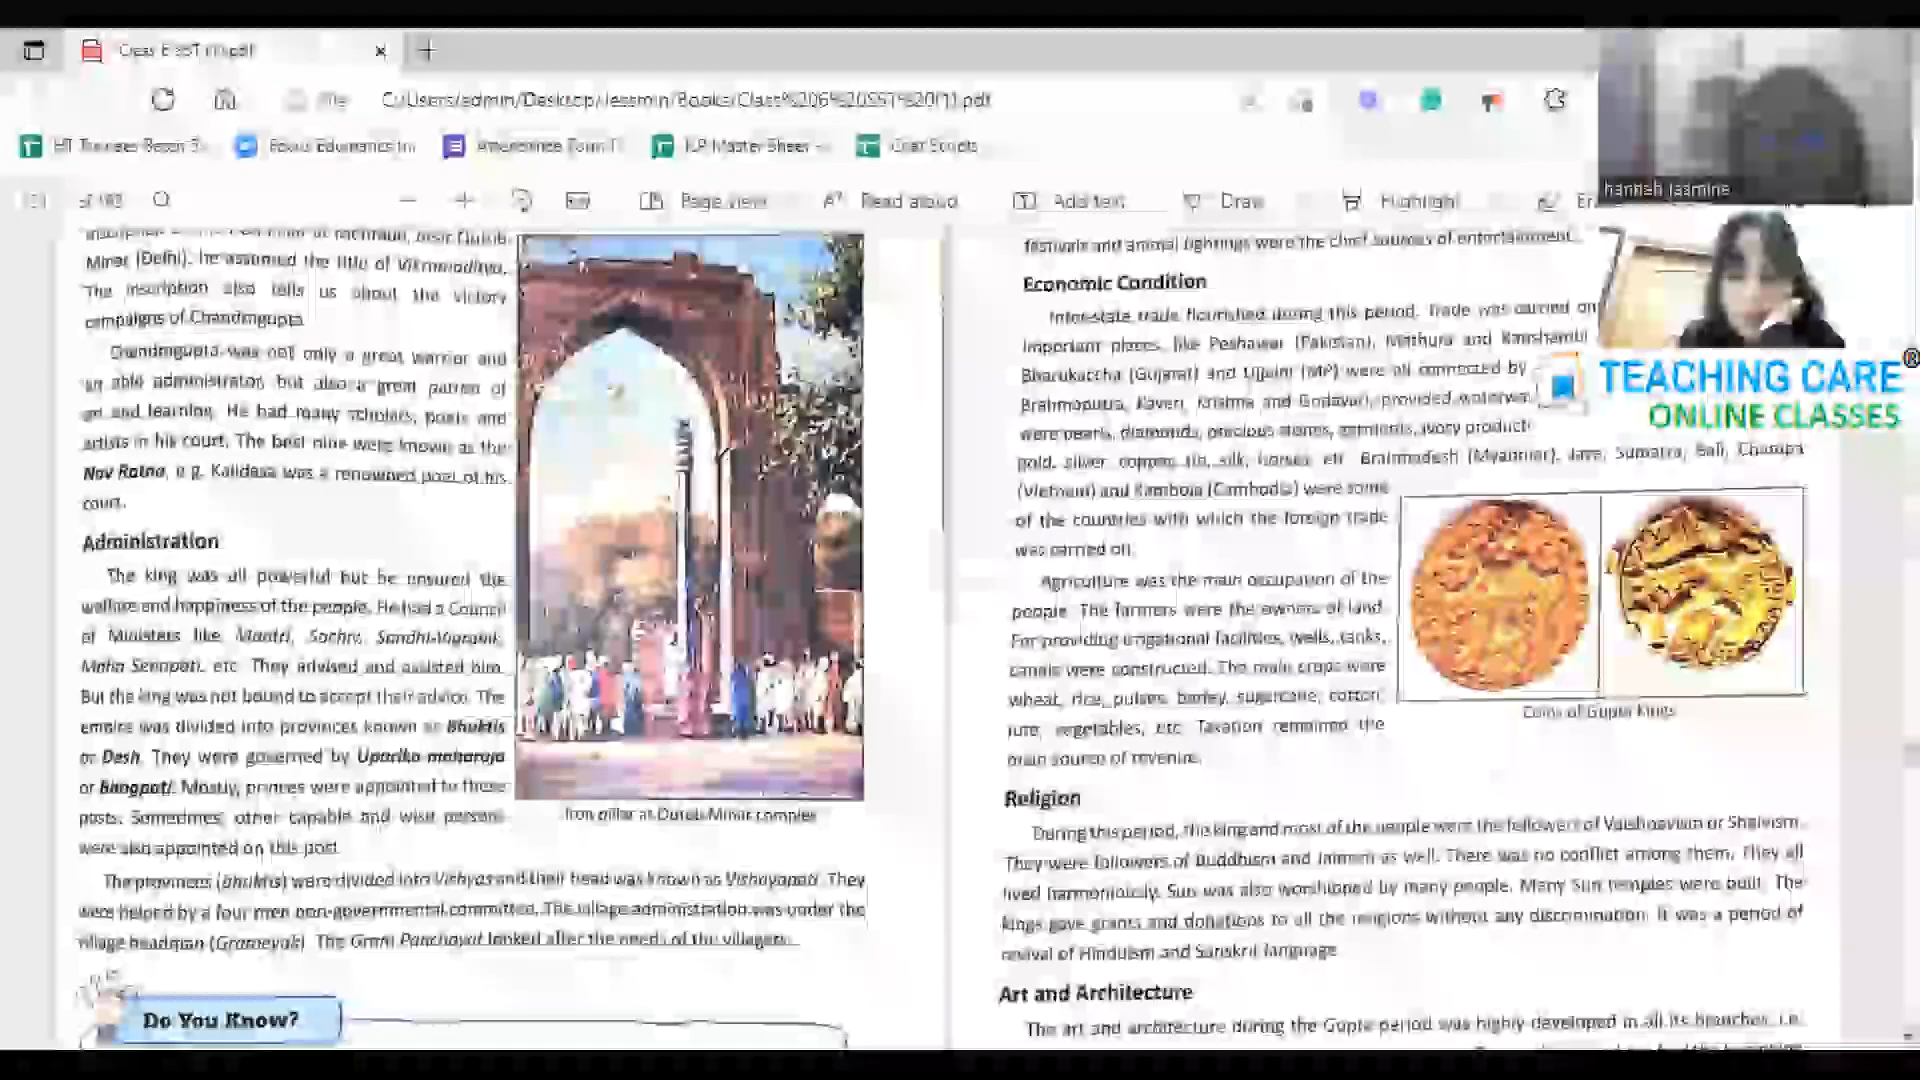 C:/Users/admin/Desktop/Jessmin/Books/Class%206%20SST%20(1).pdf
KP Master Sheet
Page view
Read aloud
Add text
Draw
Highlight
Minar (Delhi), he assumed the title of Vikramaditya.
The inscription also tells us about the victory
campaigns of Chandragupta.
Chandragupta was not only a great warrior and
an able administrator, but also a great patron of
art and learning. He had many scholars, poets and
artists in his court. The best nine were known as the
Nav Ratna, e.g. Kalidasa was a renowned poet of his
court.
Administration
The king was all powerful but he ensured the
welfare and happiness of the people. He had a Council
of Ministers like Mantri, Sachiv, Sandhi-Vigrahik,
Maha Senapati, etc. They advised and assisted him.
But the king was not bound to accept their advice. The
empire was divided into provinces known as Bhuktis
or Desh. They were governed by Uparika maharaja
or Bhogpati. Mostly, princes were appointed to these
posts. Sometimes, other capable and wise persons
were also appointed on this post.
The provinces (Bhuktis) were divided into Vishyas and their head was known as Vishayapati. They
were helped by a four men non-governmental committee. The village administration was under the
village headman (Grameyak). The Gram Panchayat looked after the needs of the villagers.
Iron pillar at Qutub Minar complex
Do You Know?
festivals and animal fightings were the chief sources of entertainment.
Economic Condition
Inter-state trade flourished during this period. Trade was carried on
important places, like Peshawar (Pakistan), Mathura and Kaushambi
Bharukaccha (Gujarat) and Ujjain (MP) were all connected by
Brahmaputra, Kaveri, Krishna and Godavari, provided
were pearls, diamonds, precious stones, garments, ivory product
gold, silver, copper, tin, silk, horses, etc. Brahmadesh (Myanmar), Java, Sumatra, Bali, Champa
(Vietnam) and Kamboja (Cambodia) were some
of the countries with which the foreign trade
was carried on.
Agriculture was the main occupation of the
people. The farmers were the owners of land.
For providing irrigational facilities, wells, tanks,
canals were constructed. The main crops were
wheat, rice, pulses, barley, sugarcane, cotton,
jute, vegetables, etc. Taxation remained the
main source of revenue.
Coins of Gupta Kings
Religion
During this period, the king and most of the people were the followers of Vaishnavism or Shaivism.
They were followers of Buddhism and Jainism as well. There was no conflict among them. They all
lived harmoniously. Sun was also worshipped by many people. Many Sun temples were built. The
kings gave grants and donations to all the religions without any discrimination. It was a period of
revival of Hinduism and Sanskrit language.
Art and Architecture
The art and architecture during the Gupta period was highly developed in all its branches, i.e.
hannah jasmine
TEACHING CARE®
ONLINE CLASSES